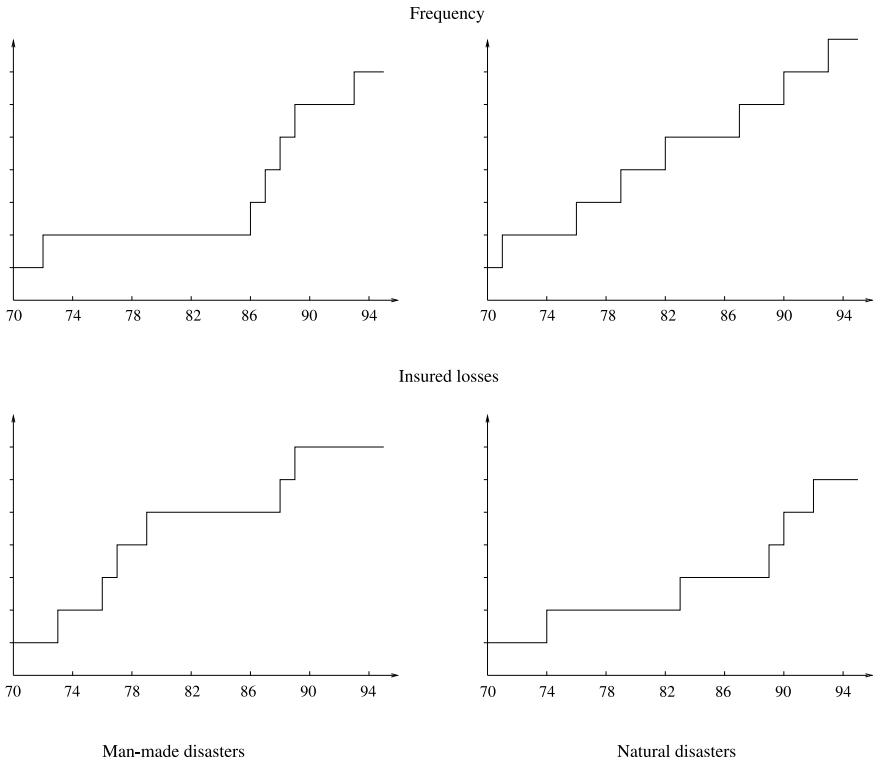 Frequency
70 74 78 82 86 90 94 70 74 78 82 86 90 94
Insured losses
70 74 78 82 86 90 94 70 74 78 82 86 90 94
Man-made disasters Natural disasters